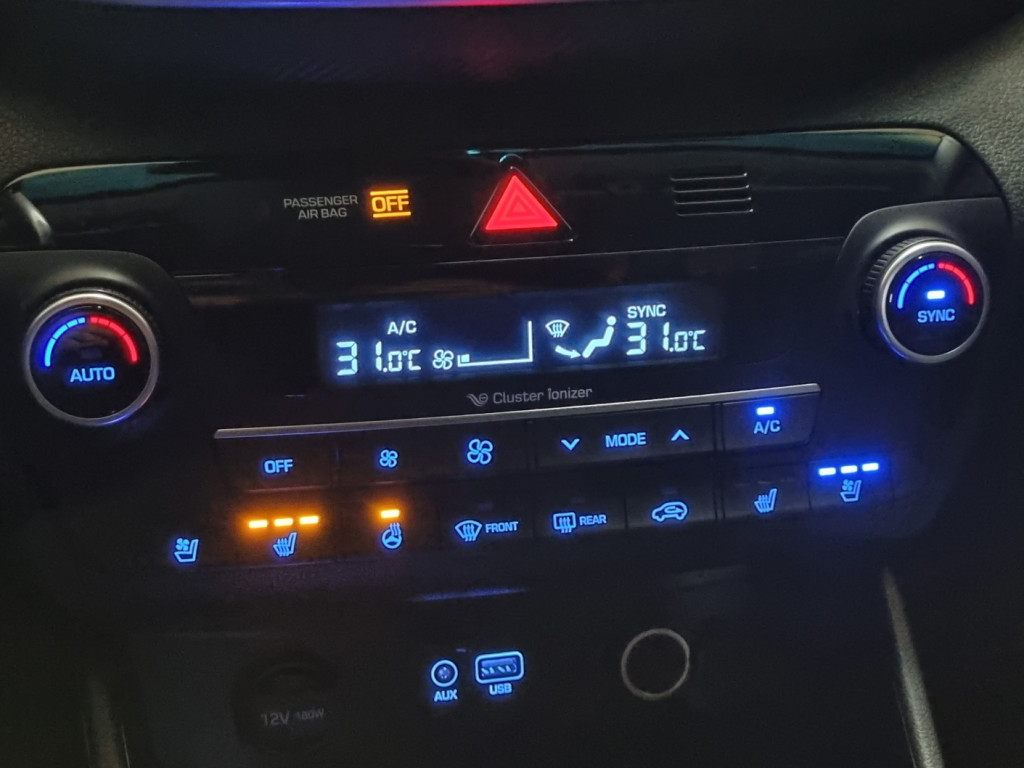 PASSENGER
AIR BAG
OFF
A/C
SYNC
31.0°C
31.0°C
AUTO
SYNC
Cluster ionizer
OFF
MODE
A/C
FRONT
REAR
AUX
USB
12V 180W